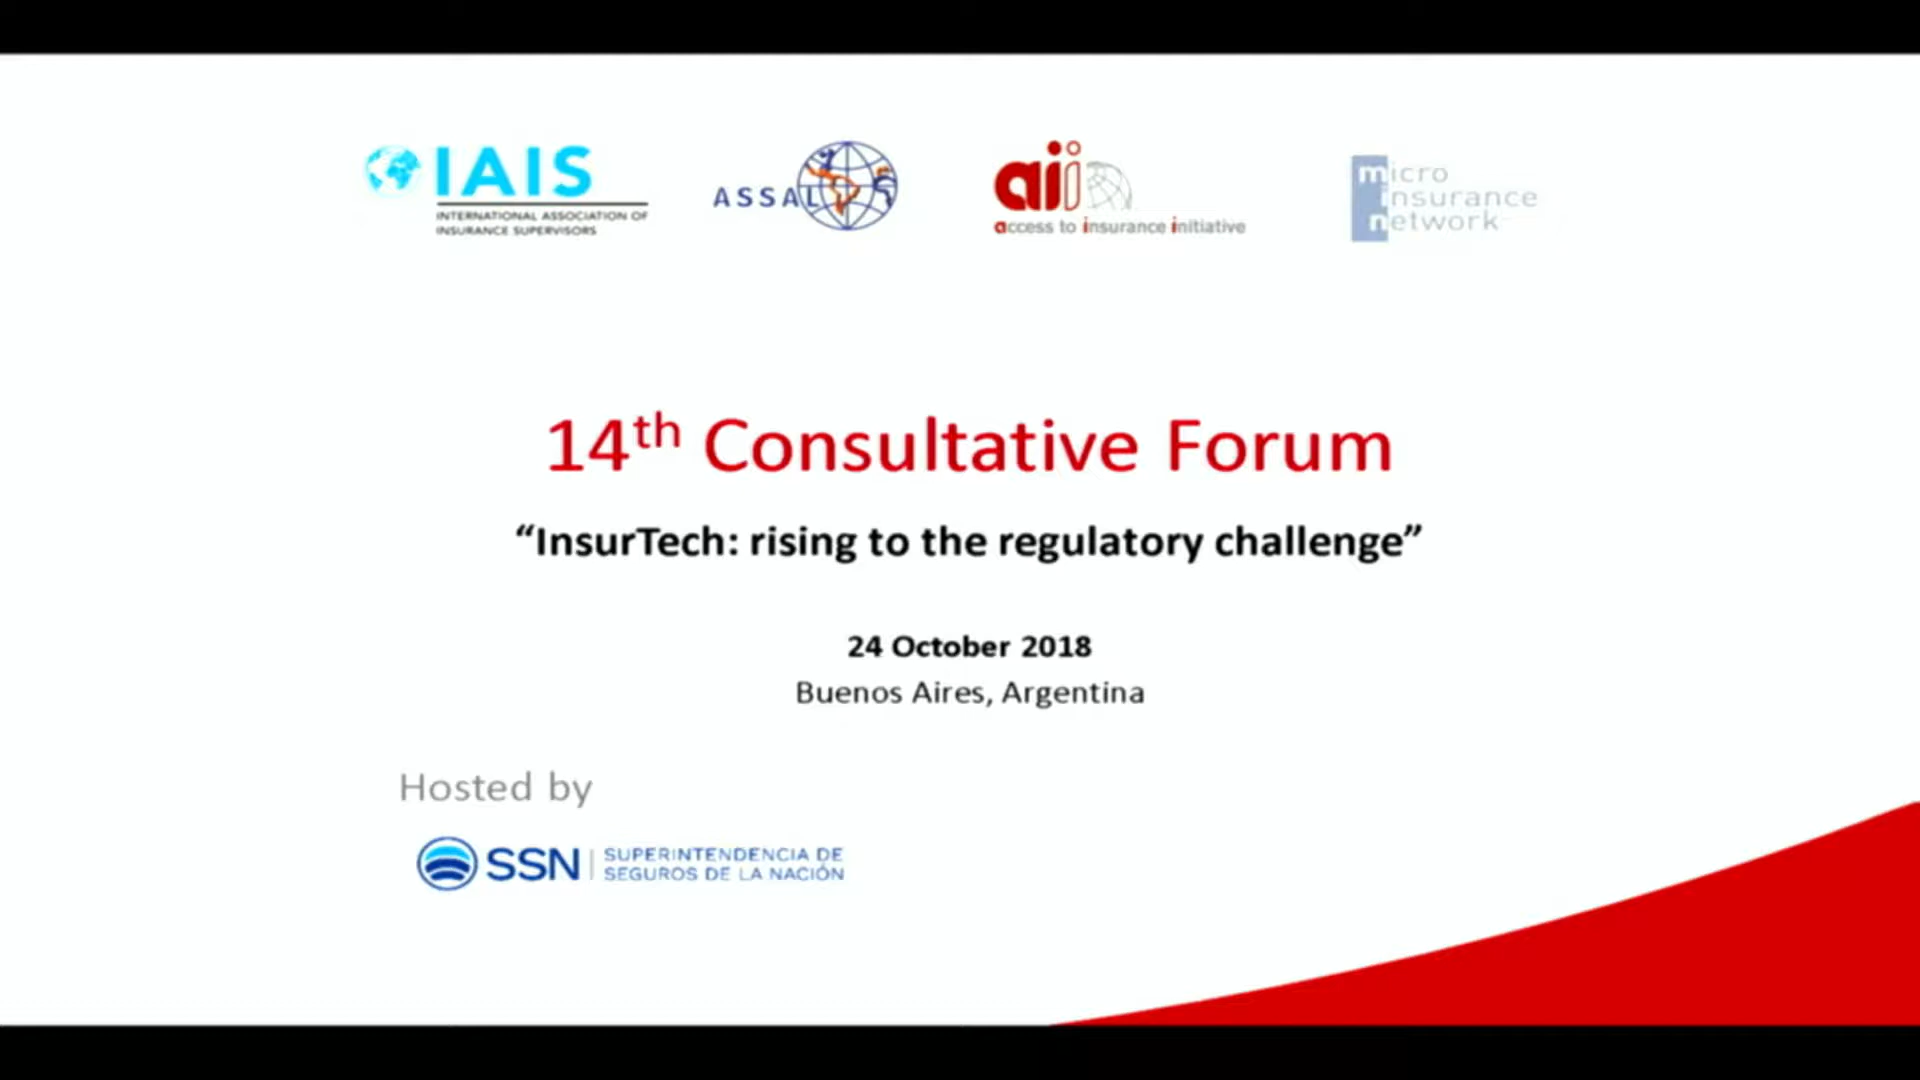 IAIS
INTERNATIONAL ASSOCIATION OF
INSURANCE SUPERVISORS
ASSAL
aii
access to insurance initiative
micro
insurance
network
14th Consultative Forum
“InsurTech: rising to the regulatory challenge”
24 October 2018
Buenos Aires, Argentina
Hosted by
SSN
SUPERINTENDENCIA DE
SEGUROS DE LA NACIÓN